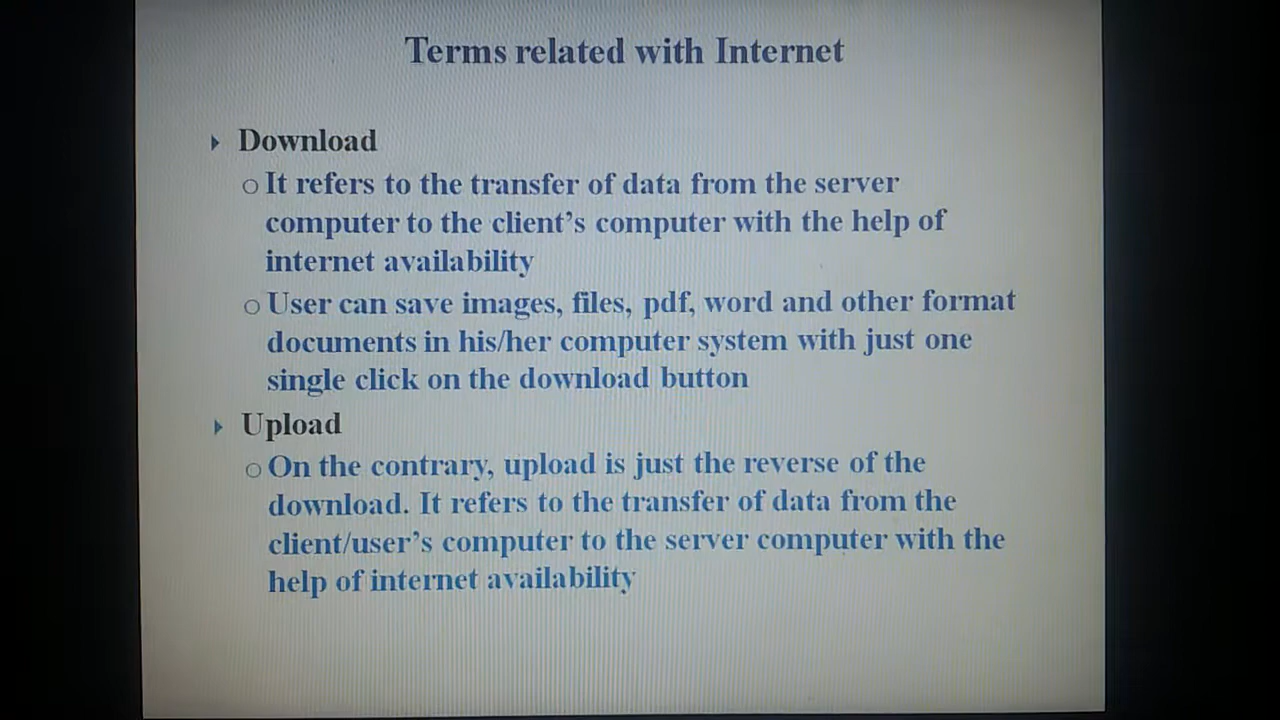 Terms related with Internet
Download
It refers to the transfer of data from the server
computer to the client's computer with the help of
internet availability
User can save images, files, pdf, word and other format
documents in his/her computer system with just one
single click on the download button
Upload
On the contrary, upload is just the reverse of the
download. It refers to the transfer of data from the
client/user's computer to the server computer with the
help of internet availability